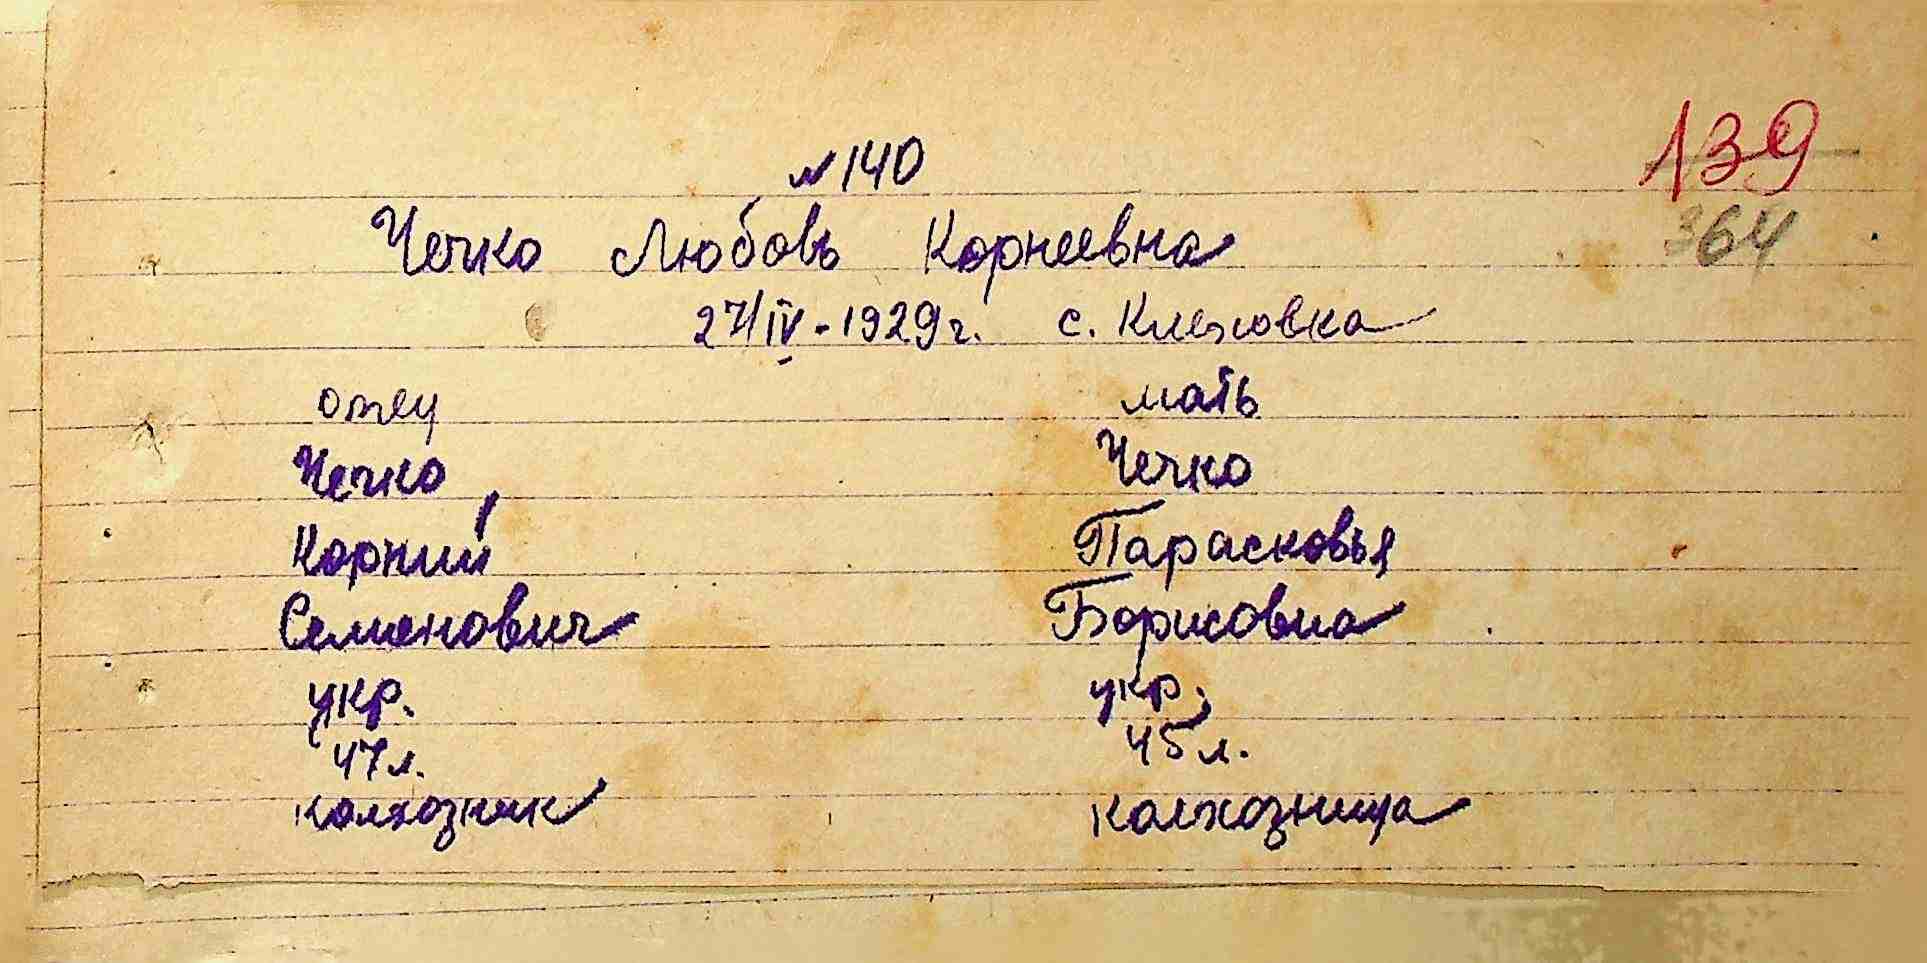 №140
139
364
Чечко Любовь Корнеевна
27/IV-1929г. с. Клезовка
отец мать
Чечко Чечко
Корний Парасковья
Семенович Борисовна
укр. укр.
47л. 45л.
колхозник колхозница